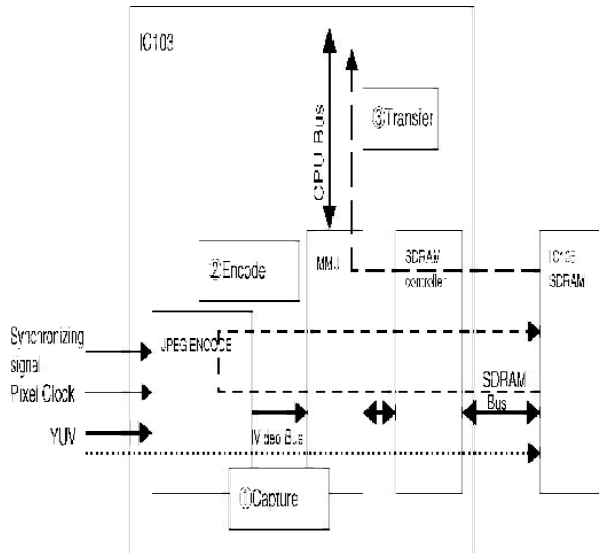 IC103
CPU Bus
③Transfer
②Encode
MMU
SDRAM
controller
SDRAM
JPEG ENCODE
Synchronizing
signal
Pixel Clock
YUV
SDRAM
Bus
Video Bus
①Capture